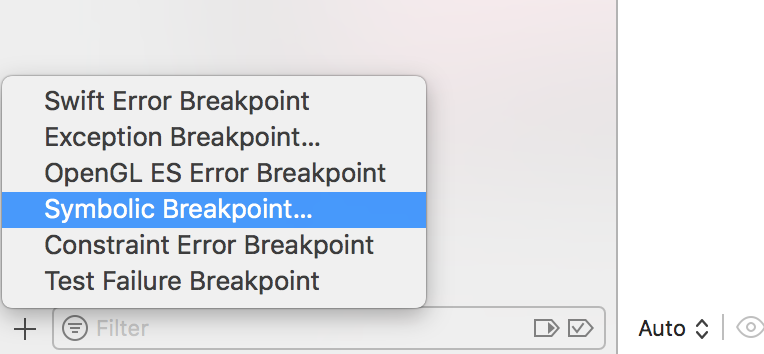 Swift Error Breakpoint
Exception Breakpoint...
OpenGL ES Error Breakpoint
Symbolic Breakpoint...
Constraint Error Breakpoint
Test Failure Breakpoint
Filter
Auto